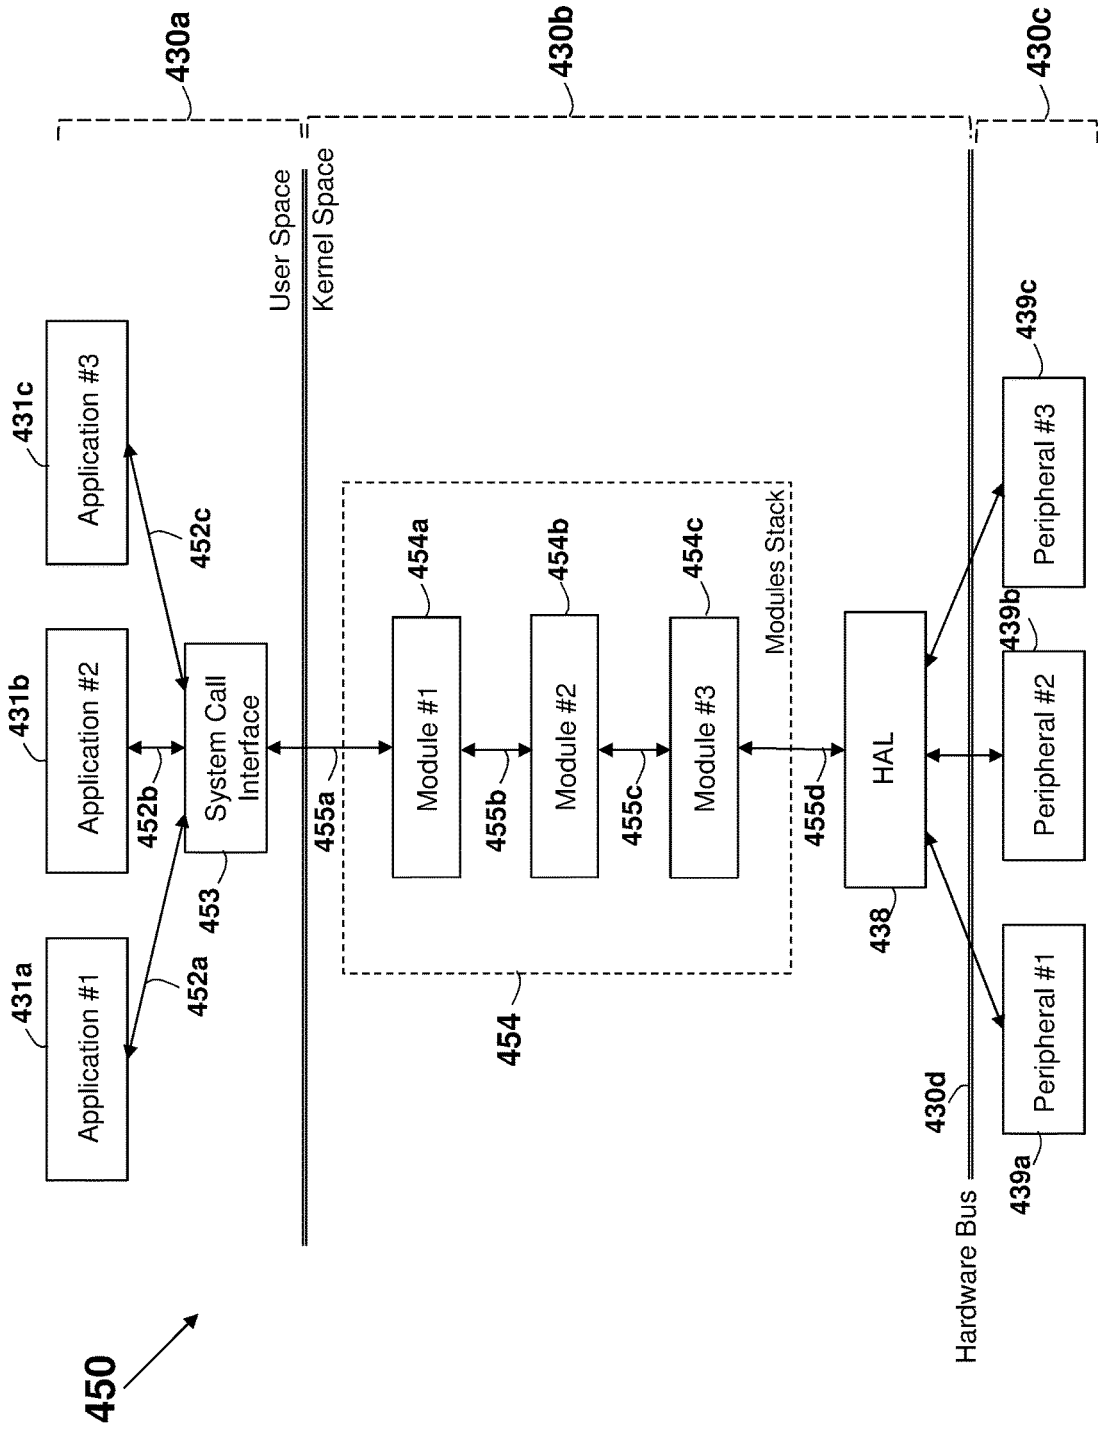 450
430a
430b
430c
431a
431b
431c
Application #1
Application #2
Application #3
452a
452b
452c
453
System Call
Interface
User Space
Kernel Space
455a
454
454a
Module #1
455b
454b
Module #2
455c
454c
Module #3
Modules Stack
455d
438
HAL
430d
Hardware Bus
439a
439b
439c
Peripheral #1
Peripheral #2
Peripheral #3